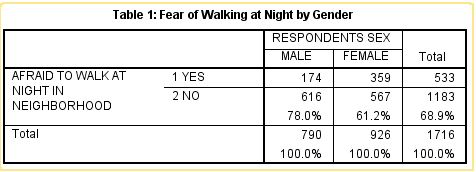 Table 1: Fear of Walking at Night by Gender
RESPONDENTS SEX
MALE FEMALE Total
AFRAID TO WALK AT NIGHT IN NEIGHBORHOOD 1 YES 174 359 533
2 NO 616 567 1183
78.0% 61.2% 68.9%
Total 790 926 1716
100.0% 100.0% 100.0%